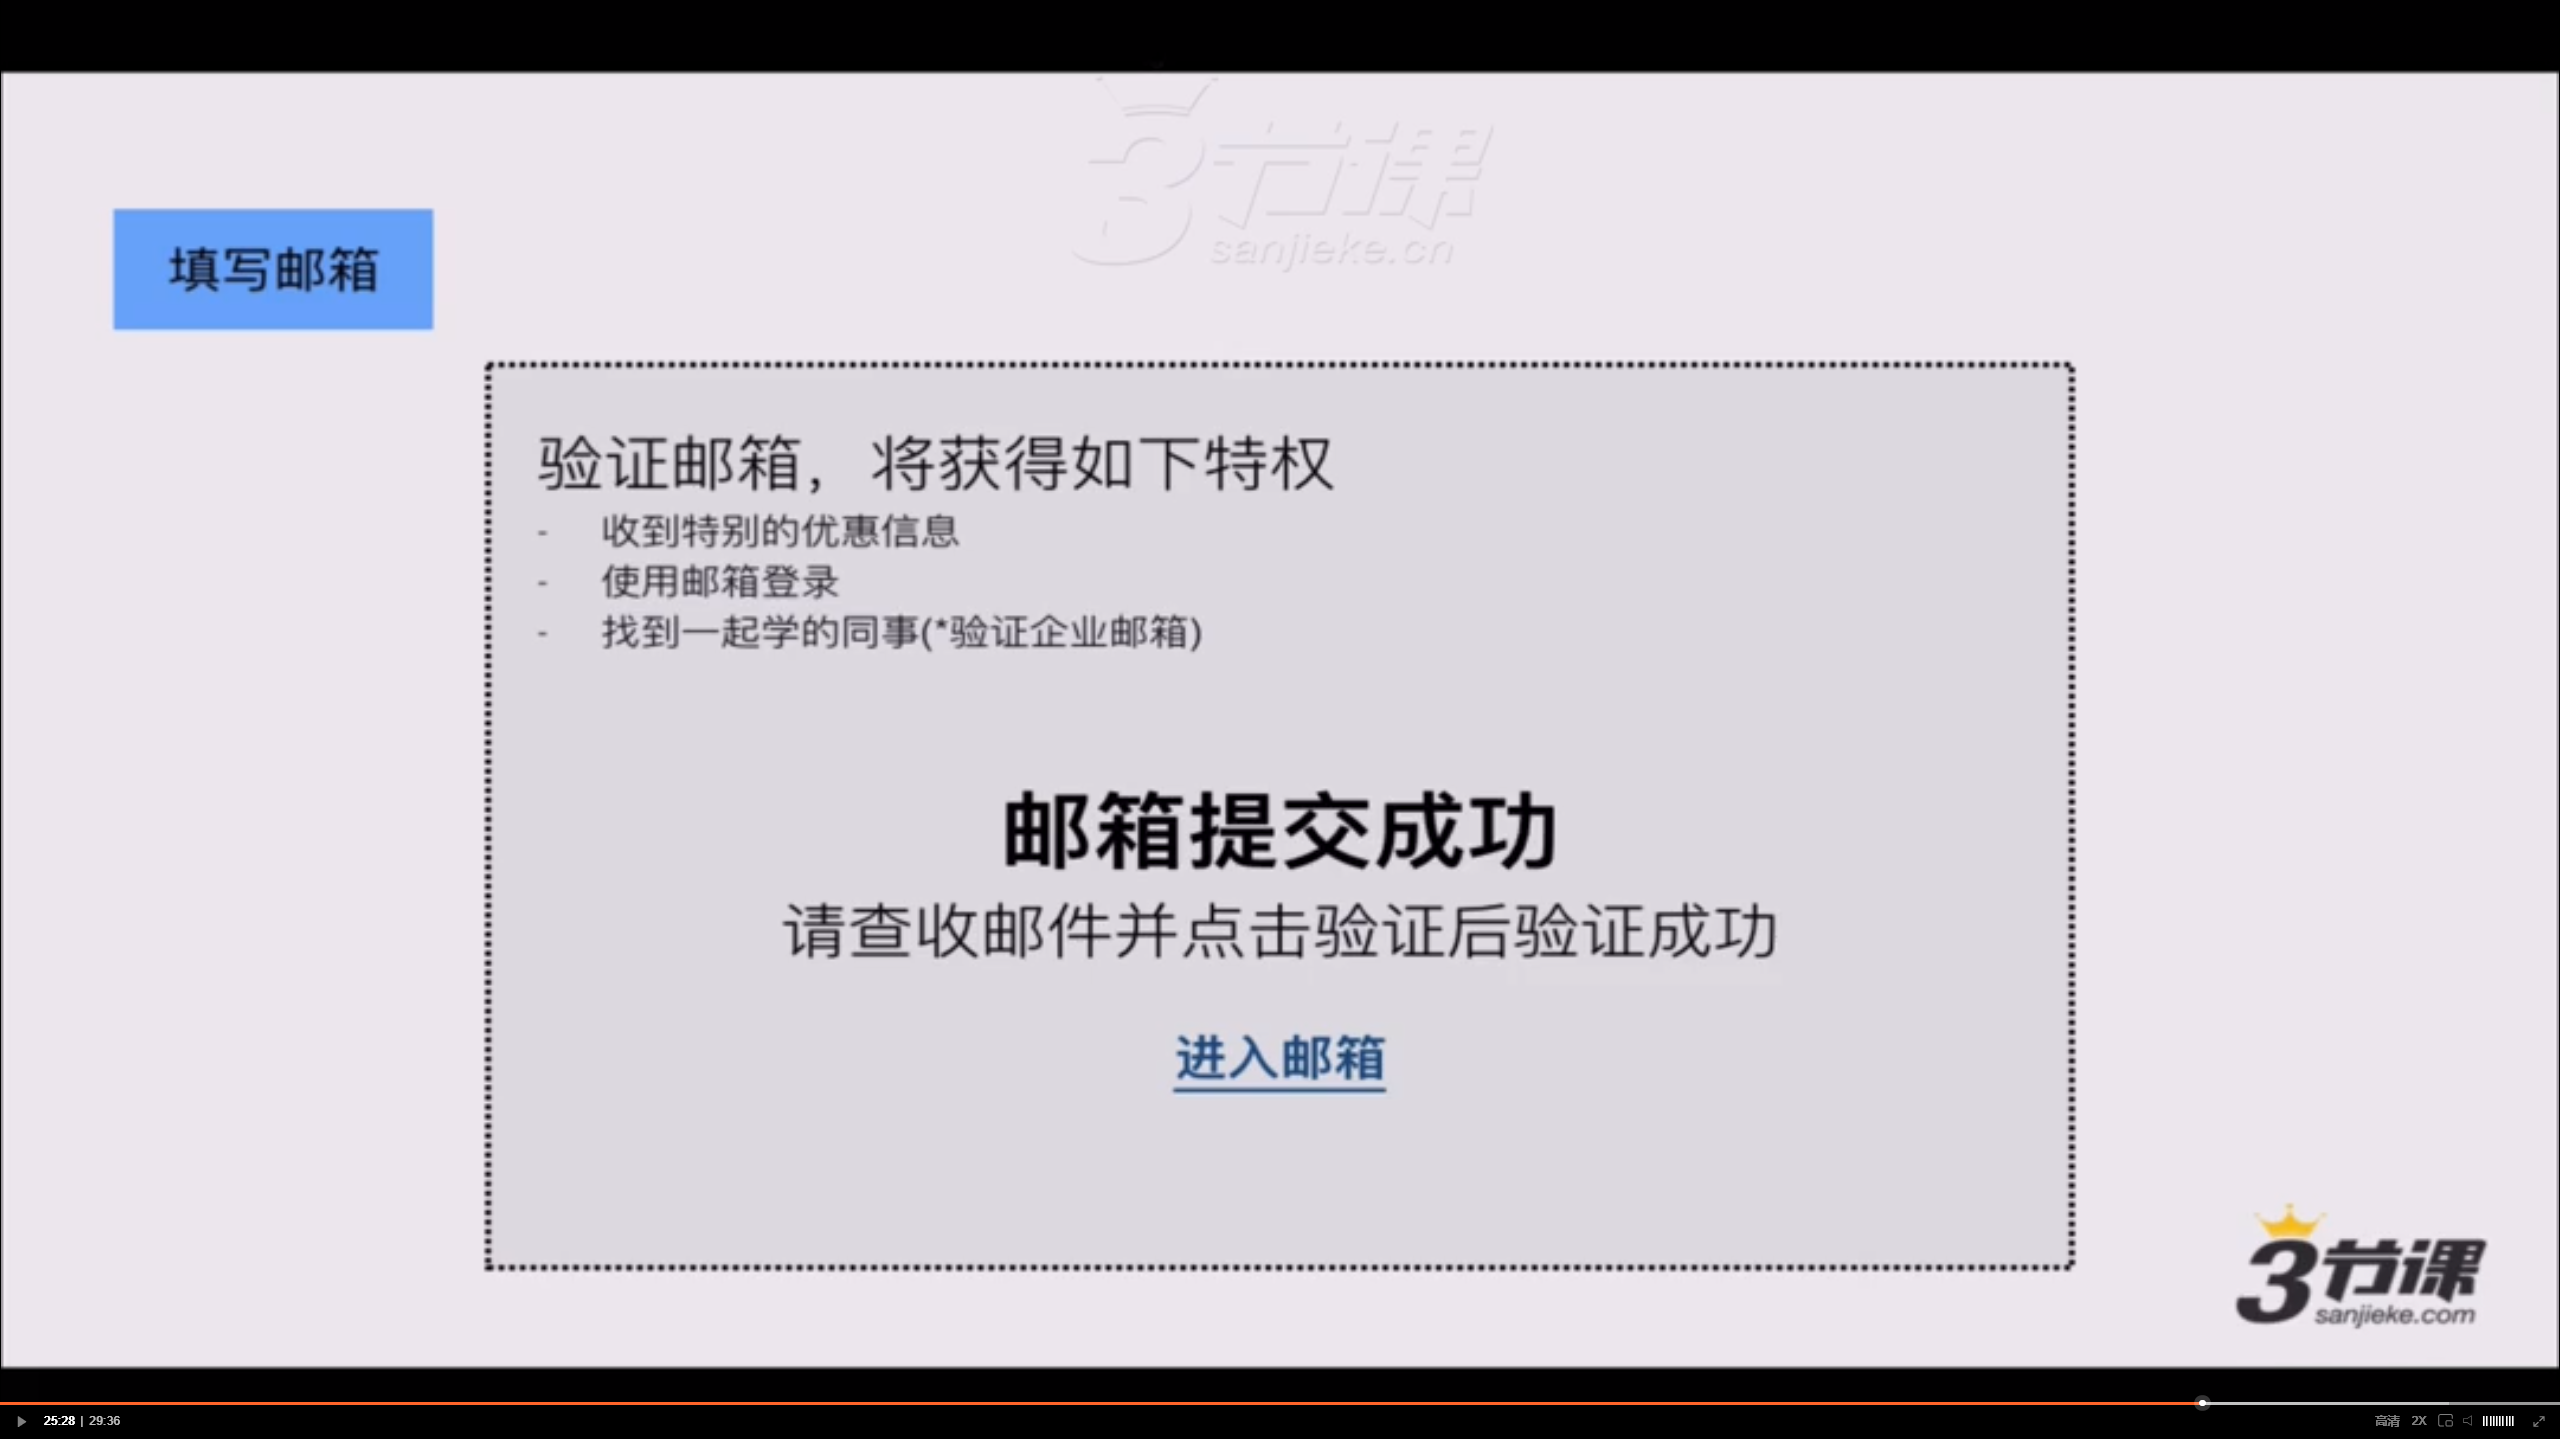 3节课
sanjieke.cn
填写邮箱
验证邮箱，将获得如下特权
- 收到特别的优惠信息
- 使用邮箱登录
- 找到一起学的同事(*验证企业邮箱)
邮箱提交成功
请查收邮件并点击验证后验证成功
进入邮箱
3节课
sanjieke.com
25:28 | 29:36
高清 2X